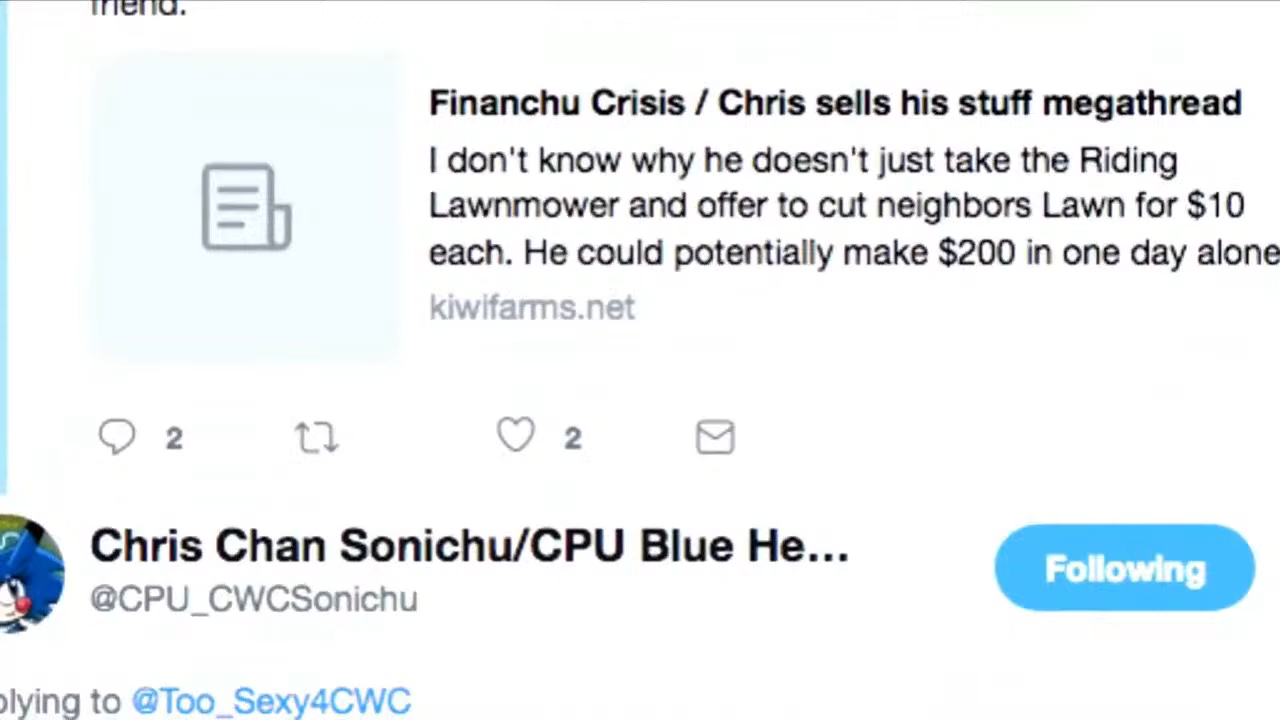 friend.
Financhu Crisis / Chris sells his stuff megathread
I don't know why he doesn't just take the Riding
Lawnmower and offer to cut neighbors Lawn for $10
each. He could potentially make $200 in one day alone
kiwifarms.net
2 2
Chris Chan Sonichu/CPU Blue He...
@CPU_CWCSonichu
Following
plying to @Too_Sexy4CWC